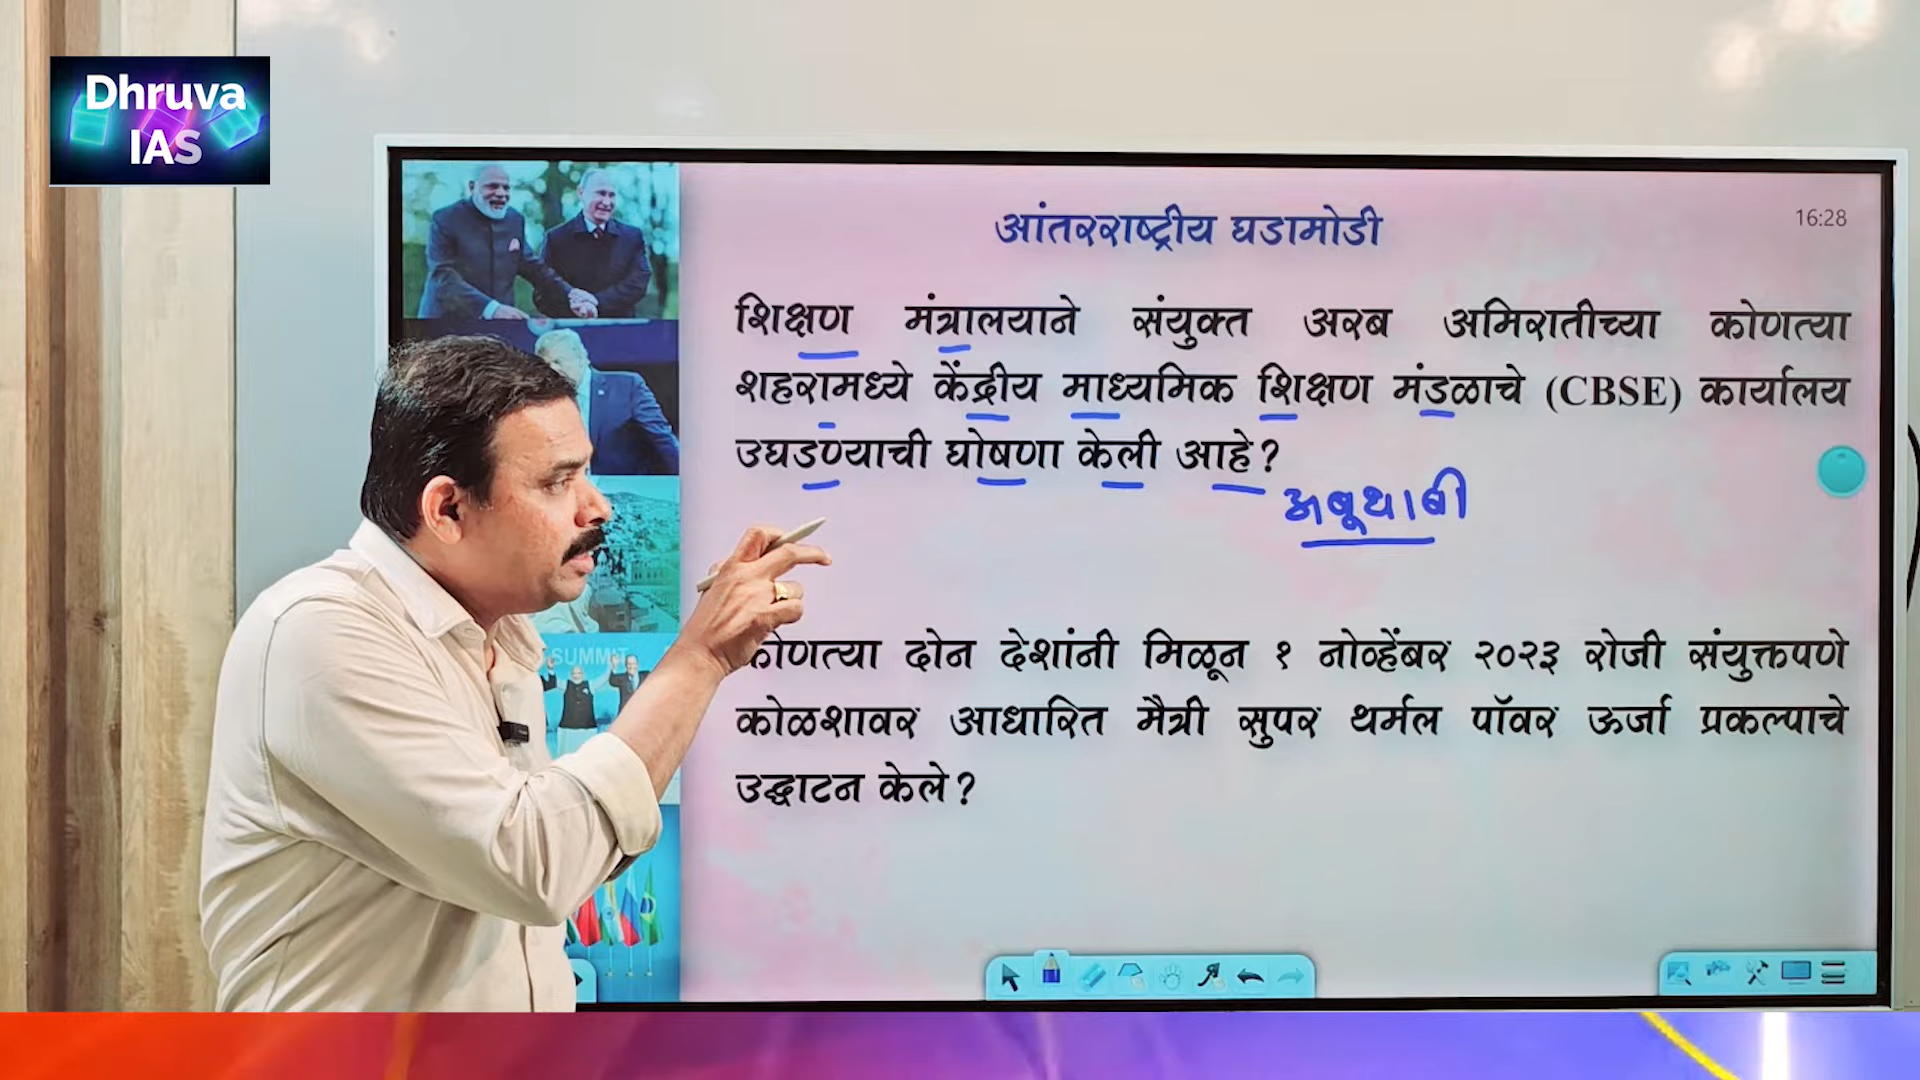 Dhruva
IAS
आंतरराष्ट्रीय घडामोडी
16:28
शिक्षण मंत्रालयाने संयुक्त अरब अमिरातीच्या कोणत्या
शहरामध्ये केंद्रीय माध्यमिक शिक्षण मंडळाचे (CBSE) कार्यालय
उघडण्याची घोषणा केली आहे?
अबूधाबी
SUMMIT
कोणत्या दोन देशांनी मिळून १ नोव्हेंबर २०२३ रोजी संयुक्तपणे
कोळशावर आधारित मैत्री सुपर थर्मल पॉवर ऊर्जा प्रकल्पाचे
उद्घाटन केले?